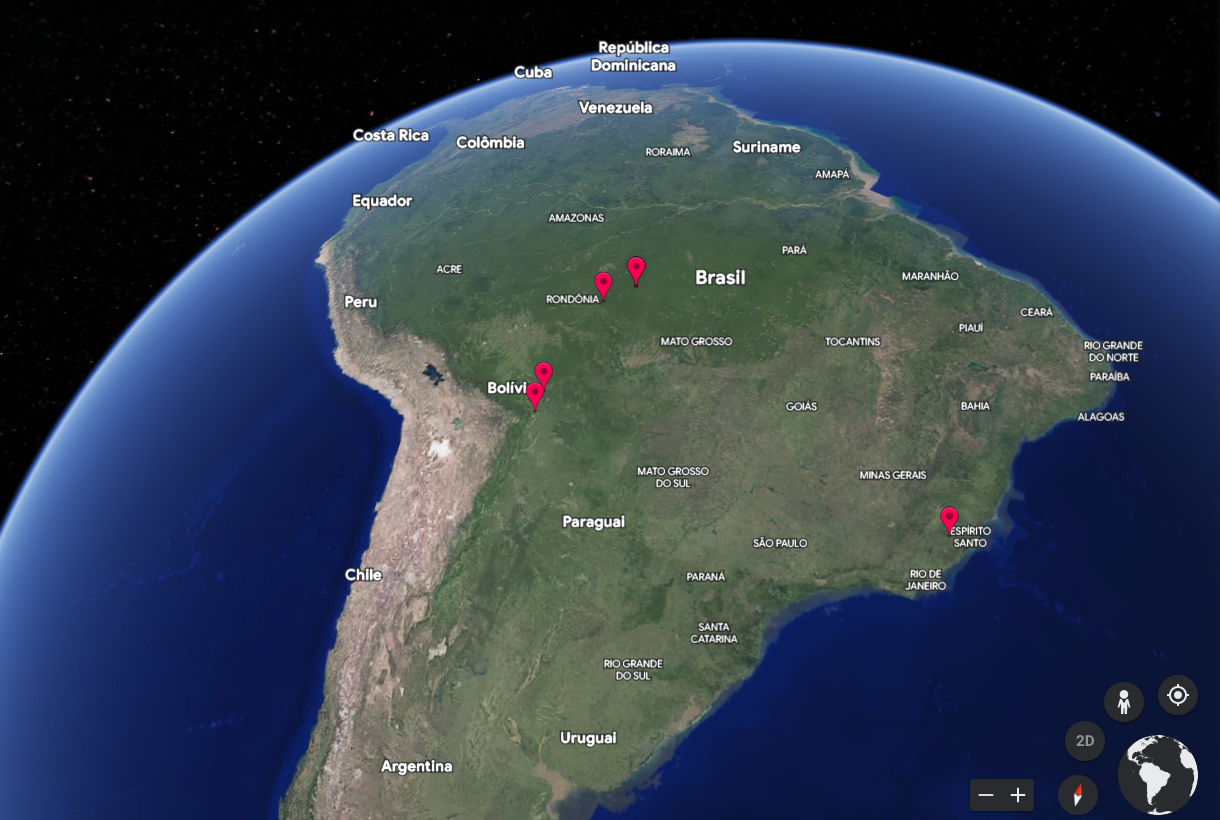 República
Dominicana
Cuba
Venezuela
Costa Rica
Colômbia
Suriname
RORAIMA
AMAPÁ
Equador
AMAZONAS
PARÁ
ACRE
Brasil
MARANHÃO
RONDÔNIA
Peru
CEARÁ
PIAUÍ
MATO GROSSO
TOCANTINS
RIO GRANDE
DO NORTE
PARAÍBA
Bolívi
GOIÁS
BAHIA
ALAGOAS
MATO GROSSO
DO SUL
MINAS GERAIS
Paraguai
ESPÍRITO
SANTO
SÃO PAULO
Chile
PARANÁ
RIO DE
JANEIRO
SANTA
CATARINA
RIO GRANDE
DO SUL
Uruguai
2D
Argentina